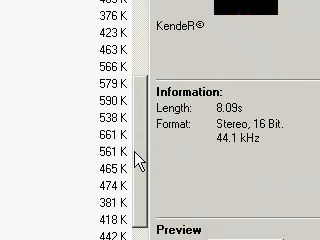 376 K
423 K
463 K
566 K
579 K
590 K
538 K
661 K
561 K
465 K
474 K
381 K
418 K
442 K
KendeR®
Information:
Length: 8.09s
Format: Stereo, 16 Bit.
44.1 kHz
Preview